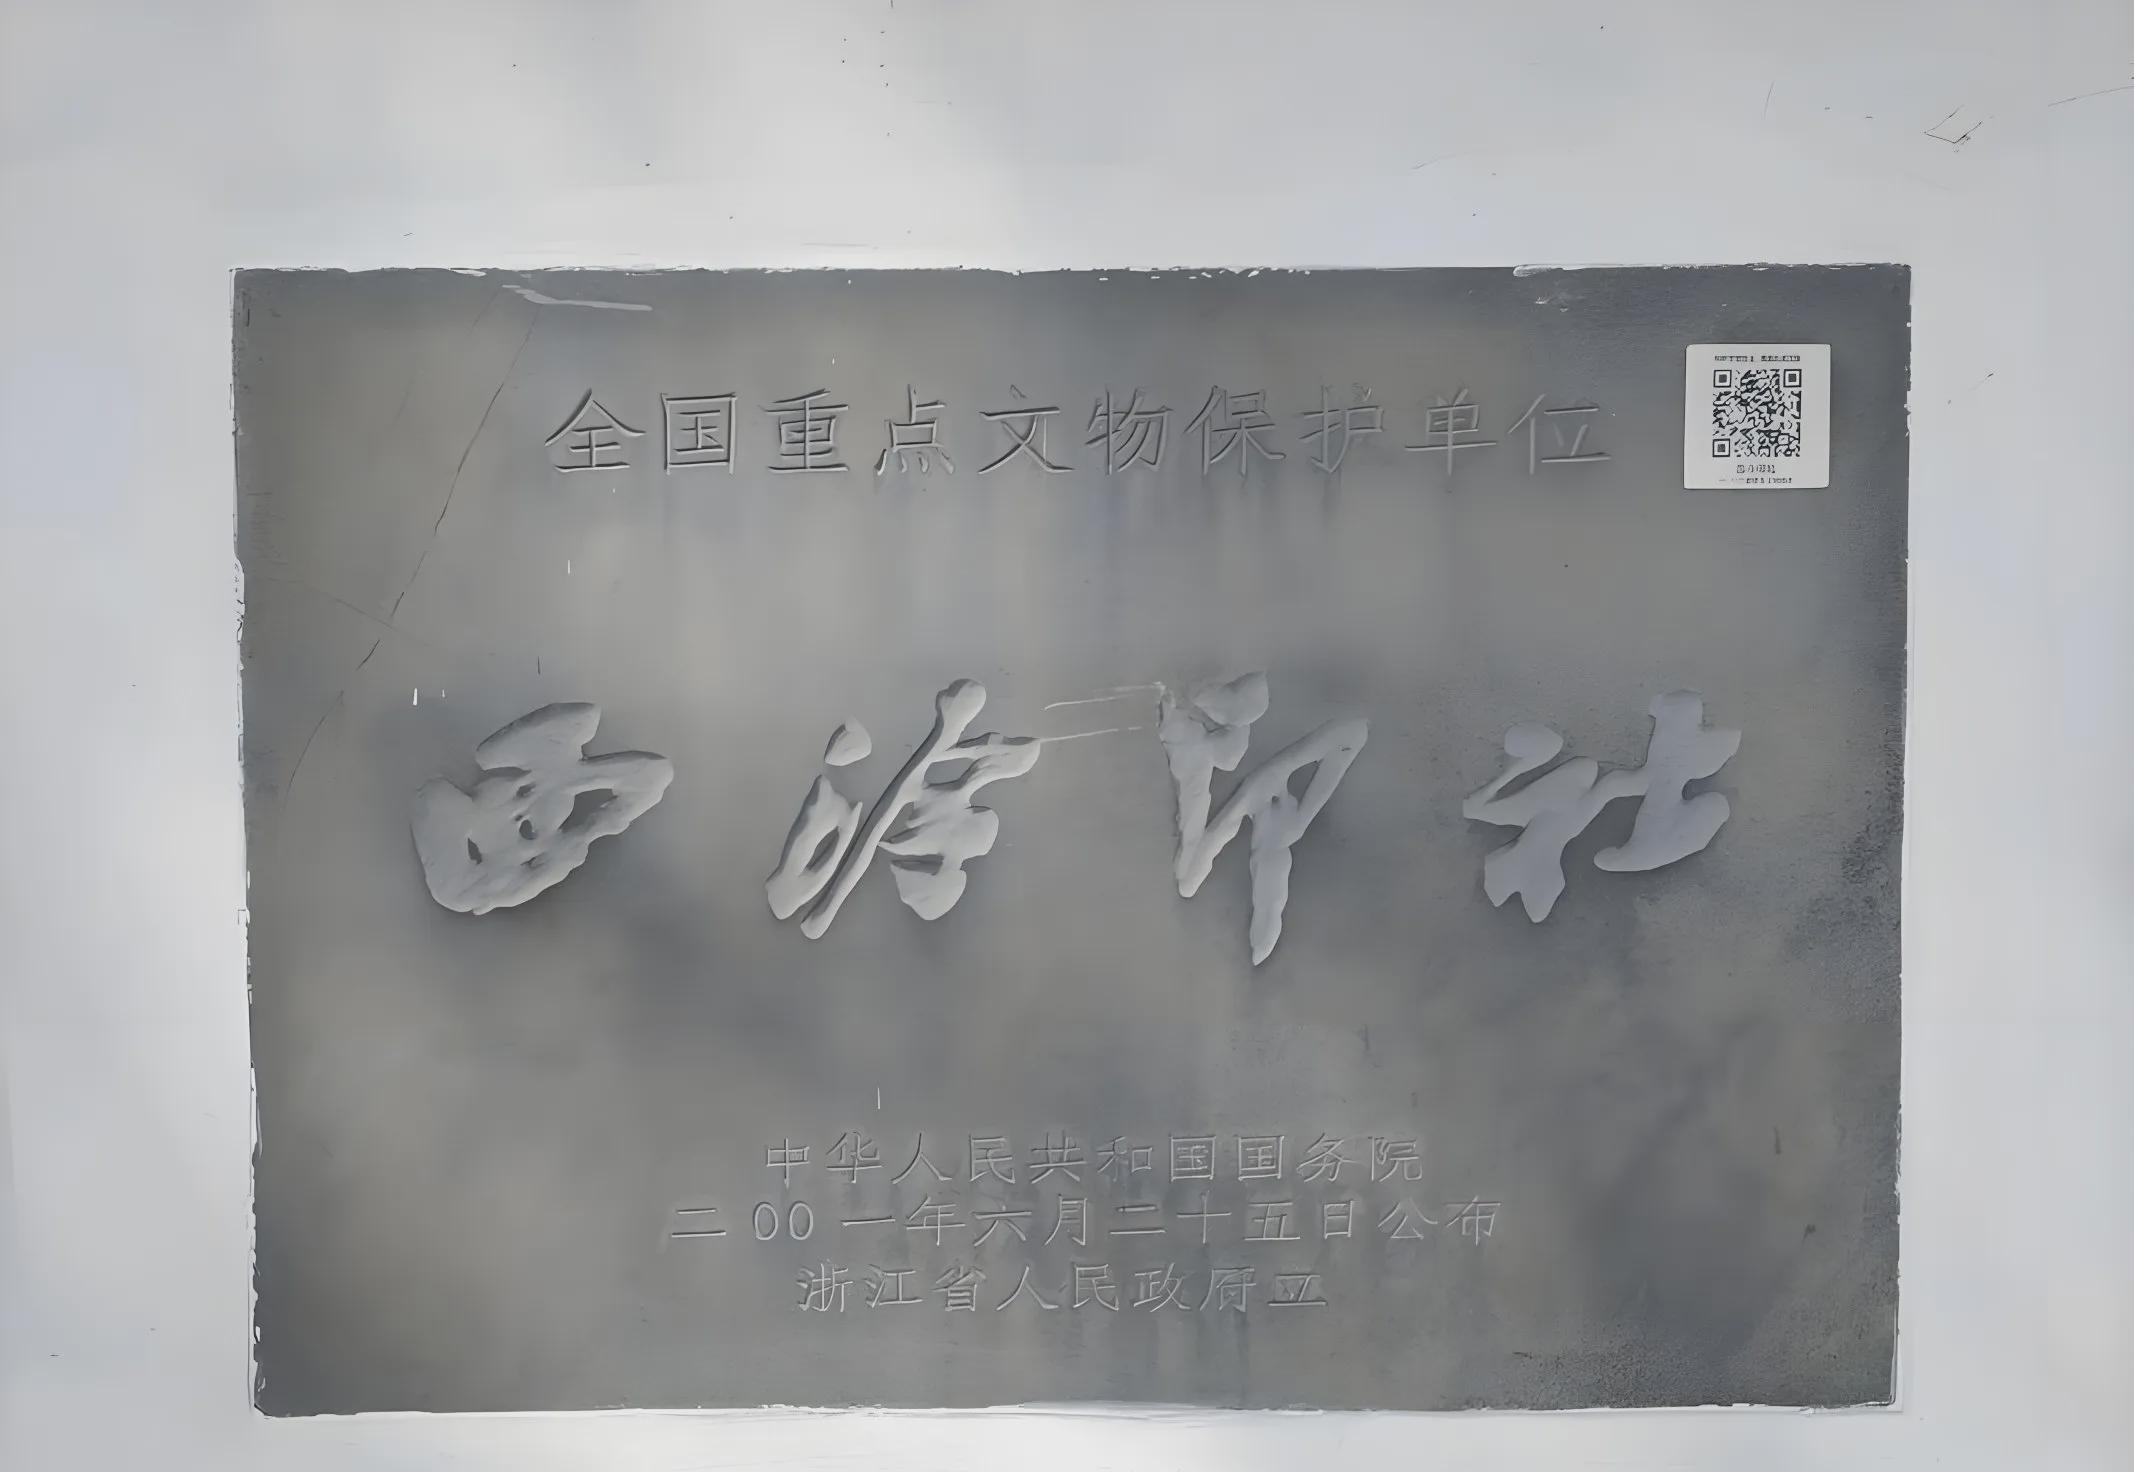 全国重点文物保护单位
西泠印社
中华人民共和国国务院
二00一年六月二十五日公布
浙江省人民政府立